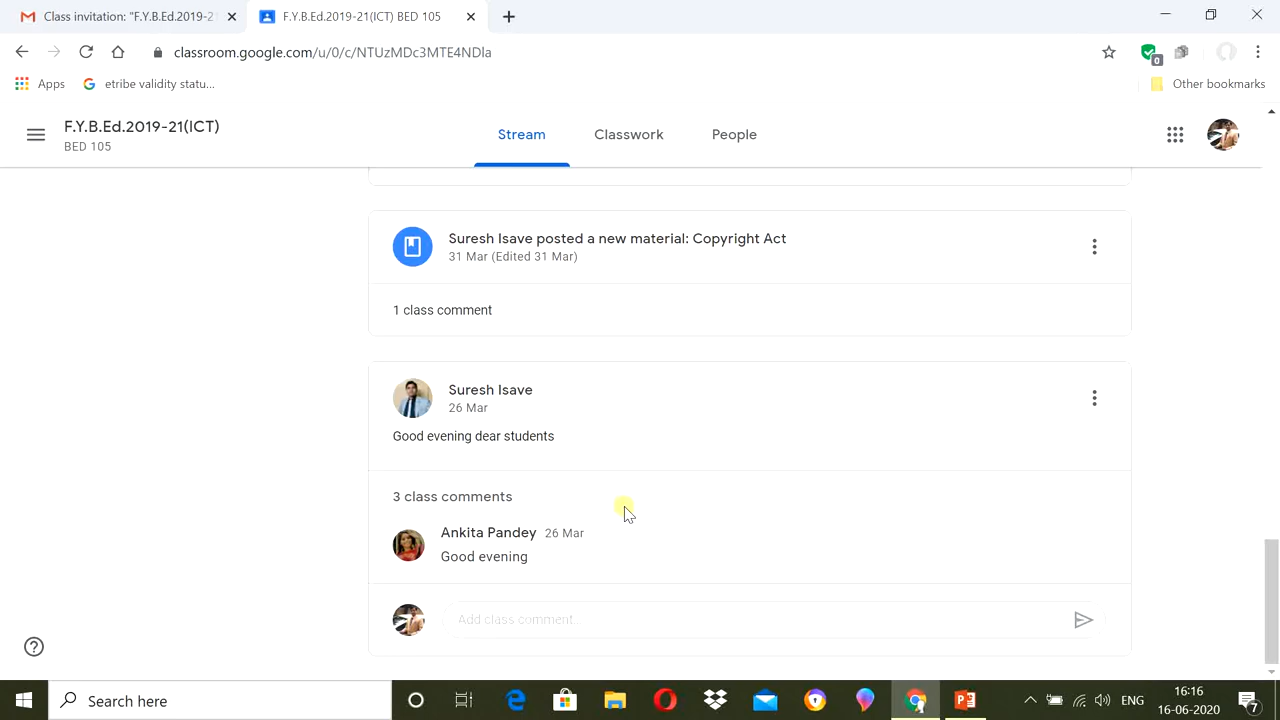 Class invitation: "F.Y.B.Ed.2019-2
F.Y.B.Ed.2019-21(ICT) BED 105
classroom.google.com/u/0/c/NTUzMDc3MTE4NDla
0
Apps
etribe validity statu...
Other bookmarks
F.Y.B.Ed.2019-21(ICT)
BED 105
Stream
Classwork
People
Suresh Isave posted a new material: Copyright Act
31 Mar (Edited 31 Mar)
1 class comment
Suresh Isave
26 Mar
Good evening dear students
3 class comments
Ankita Pandey 26 Mar
Good evening
Add class comment...
Search here
ENG
16:16
16-06-2020
7